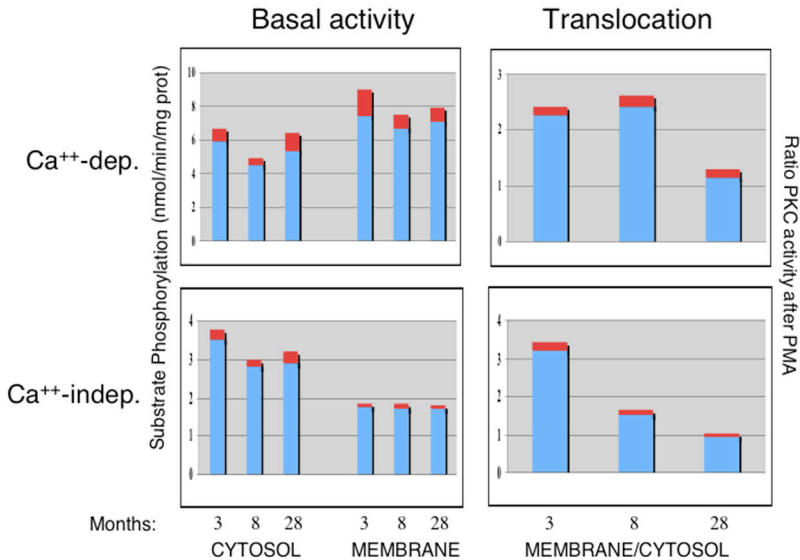 Basal activity
Translocation
Ca++-dep.
Substrate Phosphorylation (nmol/min/mg prot)
10
8
6
4
2
0
3
2
1
0
Ratio PKC activity after PMA
Ca++-indep.
4
3
2
1
0
4
3
2
1
0
Months: 3 8 28 3 8 28 3 8 28
CYTOSOL MEMBRANE MEMBRANE/CYTOSOL